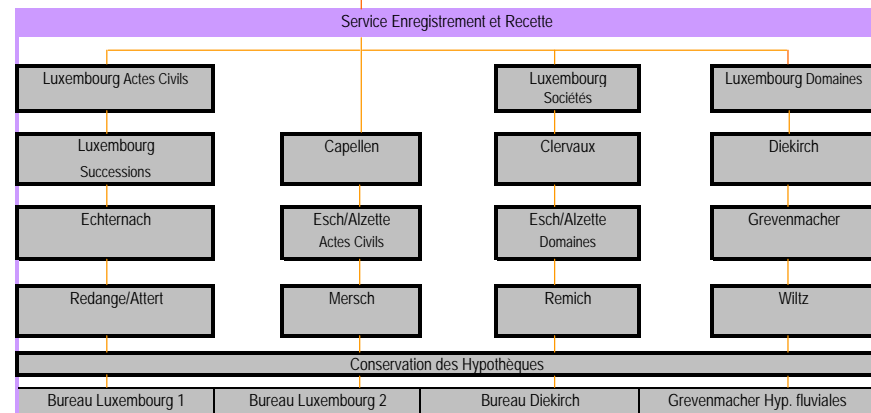 Service Enregistrement et Recette
Luxembourg Actes Civils
Luxembourg
Sociétés
Luxembourg Domaines
Luxembourg
Successions
Capellen
Clervaux
Diekirch
Echternach
Esch/Alzette
Actes Civils
Esch/Alzette
Domaines
Grevenmacher
Redange/Attert
Mersch
Remich
Wiltz
Conservation des Hypothèques
Bureau Luxembourg 1
Bureau Luxembourg 2
Bureau Diekirch
Grevenmacher Hyp. fluviales